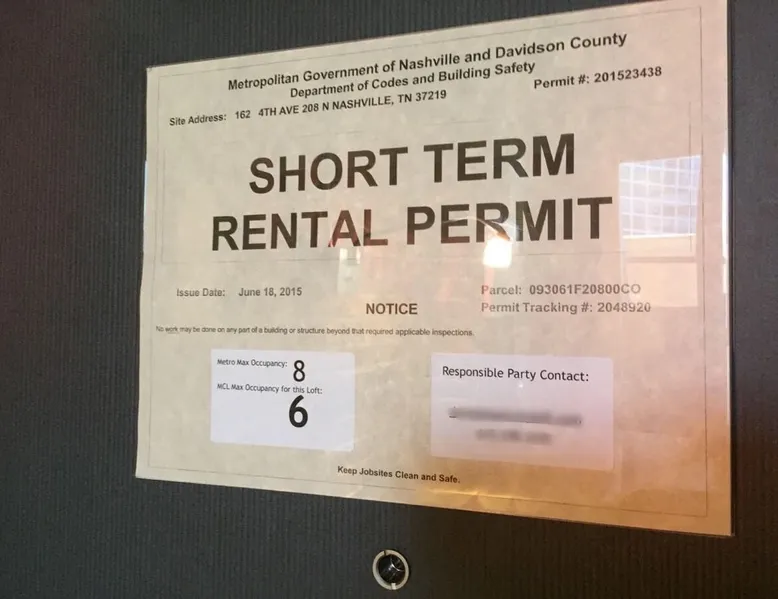 Metropolitan Government of Nashville and Davidson County
Department of Codes and Building Safety
Permit #: 201523438
Site Address: 162 4TH AVE 208 N NASHVILLE, TN 37219
SHORT TERM
RENTAL PERMIT
Issue Date: June 18, 2015
Parcel: 093061F20800CO
Permit Tracking #: 2048920
NOTICE
No work may be done on any part of a building or structure beyond that required applicable inspections.
Metro Max Occupancy: 8
MCL Max Occupancy for this Loft:
6
Responsible Party Contact:
Keep Jobsites Clean and Safe.